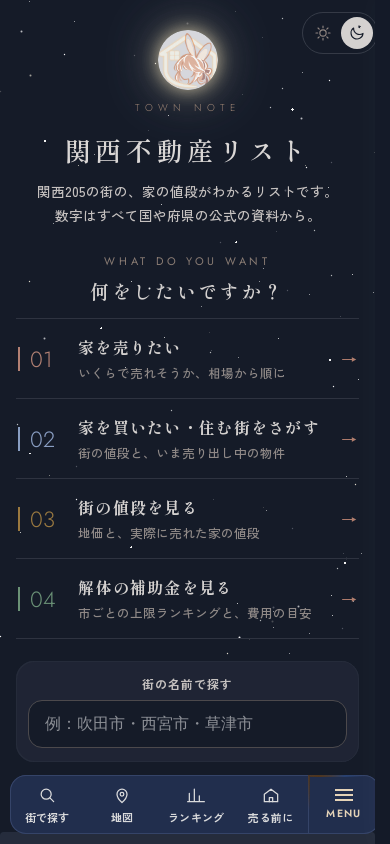 TOWN NOTE
関西不動産リスト
関西205の街の、家の値段がわかるリストです。
数字はすべて国や府県の公式の資料から。
WHAT DO YOU WANT
何をしたいですか？
01
家を売りたい
いくらで売れそうか、相場から順に
→
02
家を買いたい・住む街をさがす
街の値段と、いま売り出し中の物件
→
03
街の値段を見る
地価と、実際に売れた家の値段
→
04
解体の補助金を見る
市ごとの上限ランキングと、費用の目安
→
街の名前で探す
例：吹田市・西宮市・草津市
街で探す
地図
ランキング
売る前に
MENU